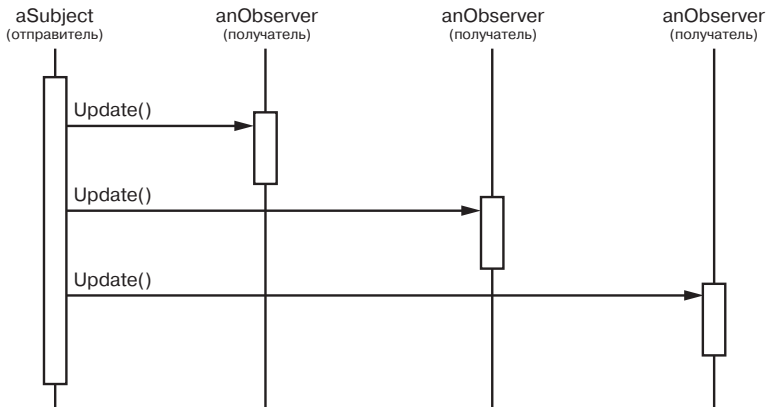 aSubject
(отправитель)
anObserver
(получатель)
anObserver
(получатель)
anObserver
(получатель)
Update()
Update()
Update()